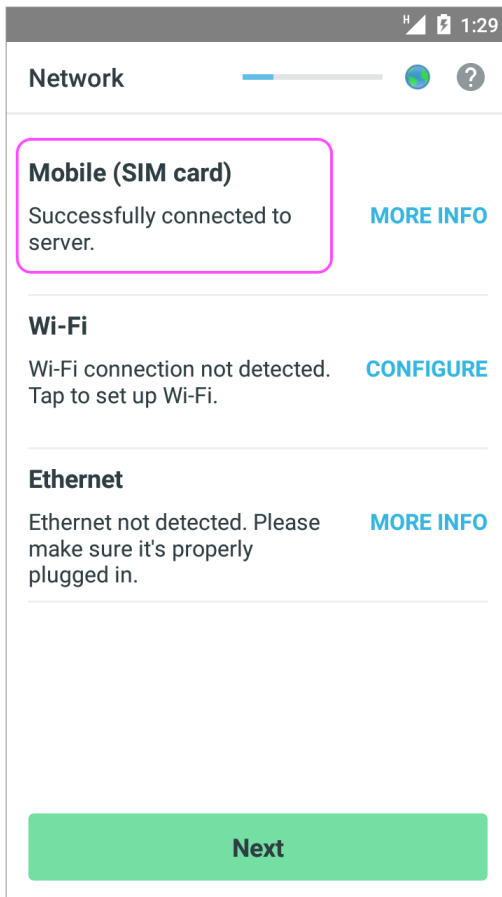 H 1:29
Network ?
Mobile (SIM card)
Successfully connected to
server.
MORE INFO
Wi-Fi
Wi-Fi connection not detected.
Tap to set up Wi-Fi.
CONFIGURE
Ethernet
Ethernet not detected. Please
make sure it's properly
plugged in.
MORE INFO
Next